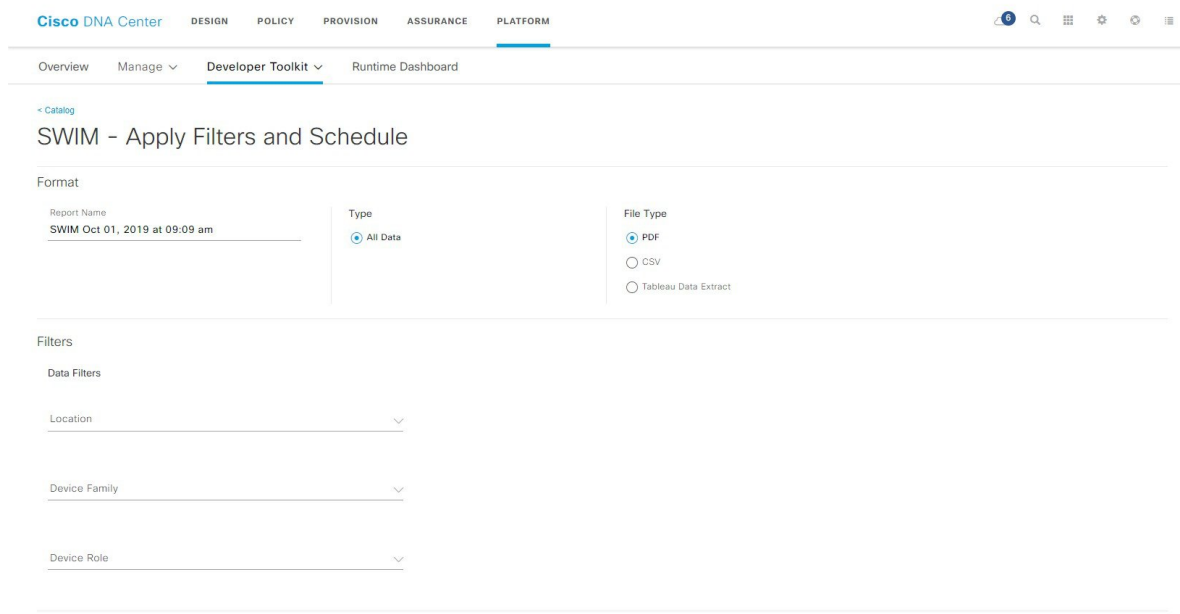 Cisco DNA Center DESIGN POLICY PROVISION ASSURANCE PLATFORM 6
Overview Manage Developer Toolkit Runtime Dashboard
< Catalog
SWIM - Apply Filters and Schedule
Format
Report Name
SWIM Oct 01, 2019 at 09:09 am
Type
All Data
File Type
PDF
CSV
Tableau Data Extract
Filters
Data Filters
Location
Device Family
Device Role